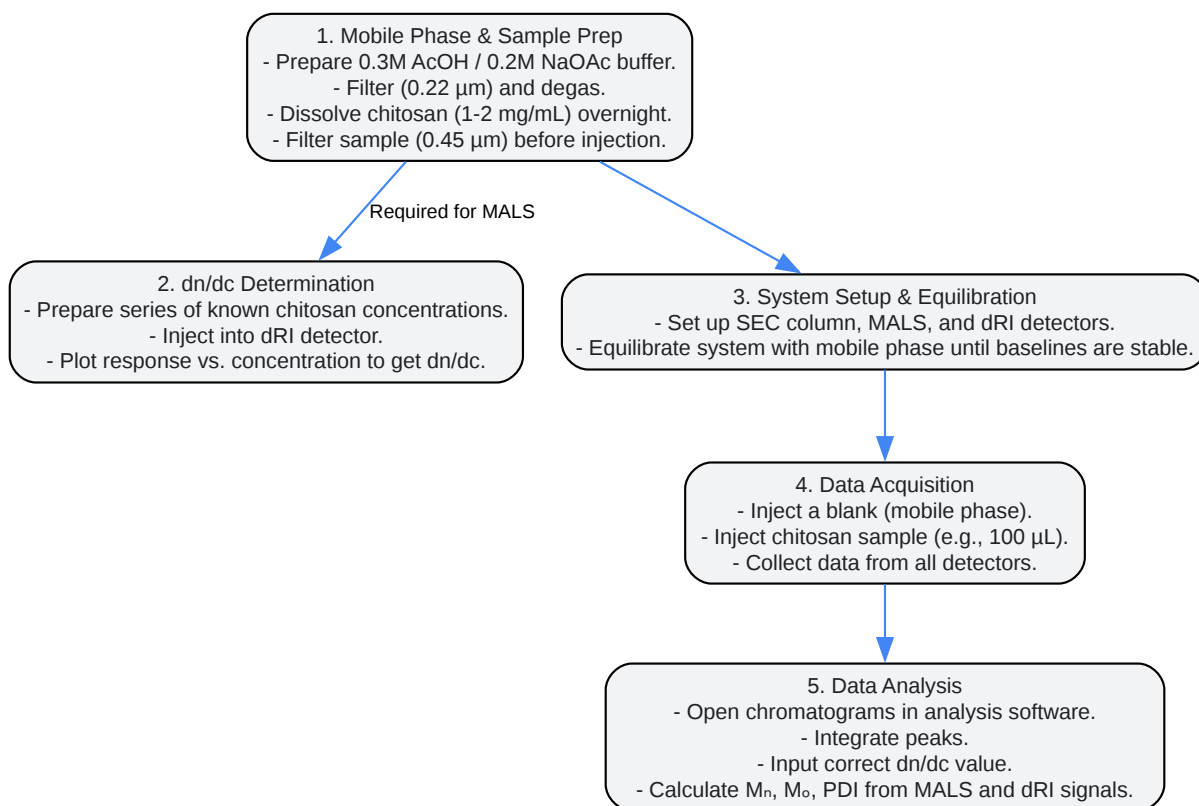 1. Mobile Phase & Sample Prep
- Prepare 0.3M AcOH / 0.2M NaOAc buffer.
- Filter (0.22 µm) and degas.
- Dissolve chitosan (1-2 mg/mL) overnight.
- Filter sample (0.45 µm) before injection.
Required for MALS
2. dn/dc Determination
- Prepare series of known chitosan concentrations.
- Inject into dRI detector.
- Plot response vs. concentration to get dn/dc.
3. System Setup & Equilibration
- Set up SEC column, MALS, and dRI detectors.
- Equilibrate system with mobile phase until baselines are stable.
4. Data Acquisition
- Inject a blank (mobile phase).
- Inject chitosan sample (e.g., 100 µL).
- Collect data from all detectors.
5. Data Analysis
- Open chromatograms in analysis software.
- Integrate peaks.
- Input correct dn/dc value.
- Calculate Mₙ, Mₒ, PDI from MALS and dRI signals.